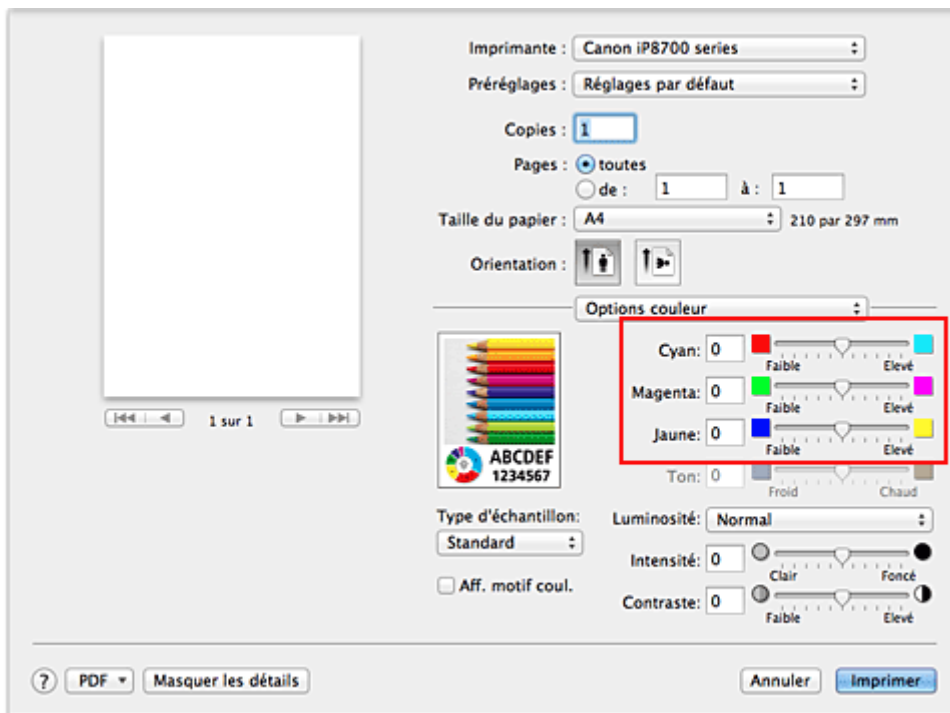 Imprimante : Canon iP8700 series
Préréglages : Réglages par défaut
Copies : 1
Pages : toutes
de : 1 à : 1
Taille du papier : A4 210 par 297 mm
Orientation :
Options couleur
Cyan: 0
Faible Elevé
Magenta: 0
Faible Elevé
Jaune: 0
Faible Elevé
Ton: 0
Froid Chaud
ABCDEF
1234567
1 sur 1
Type d'échantillon:
Standard
Aff. motif coul.
Luminosité: Normal
Intensité: 0
Clair Foncé
Contraste: 0
Faible Elevé
? PDF Masquer les détails Annuler Imprimer